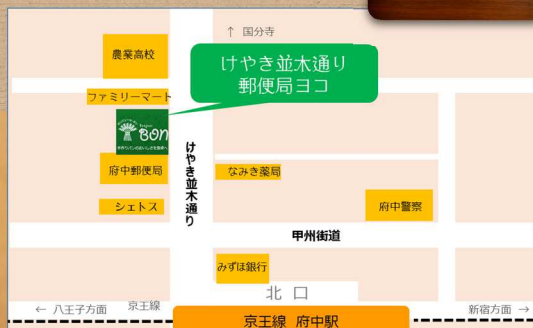 ↑ 国分寺
農業高校
けやき並木通り
郵便局ヨコ
ファミリーマート
BON
府中郵便局
けやき並木通り
なみき薬局
シェトス
府中警察
甲州街道
みずほ銀行
北 口
← 八王子方面
京王線
新宿方面 →
京王線 府中駅